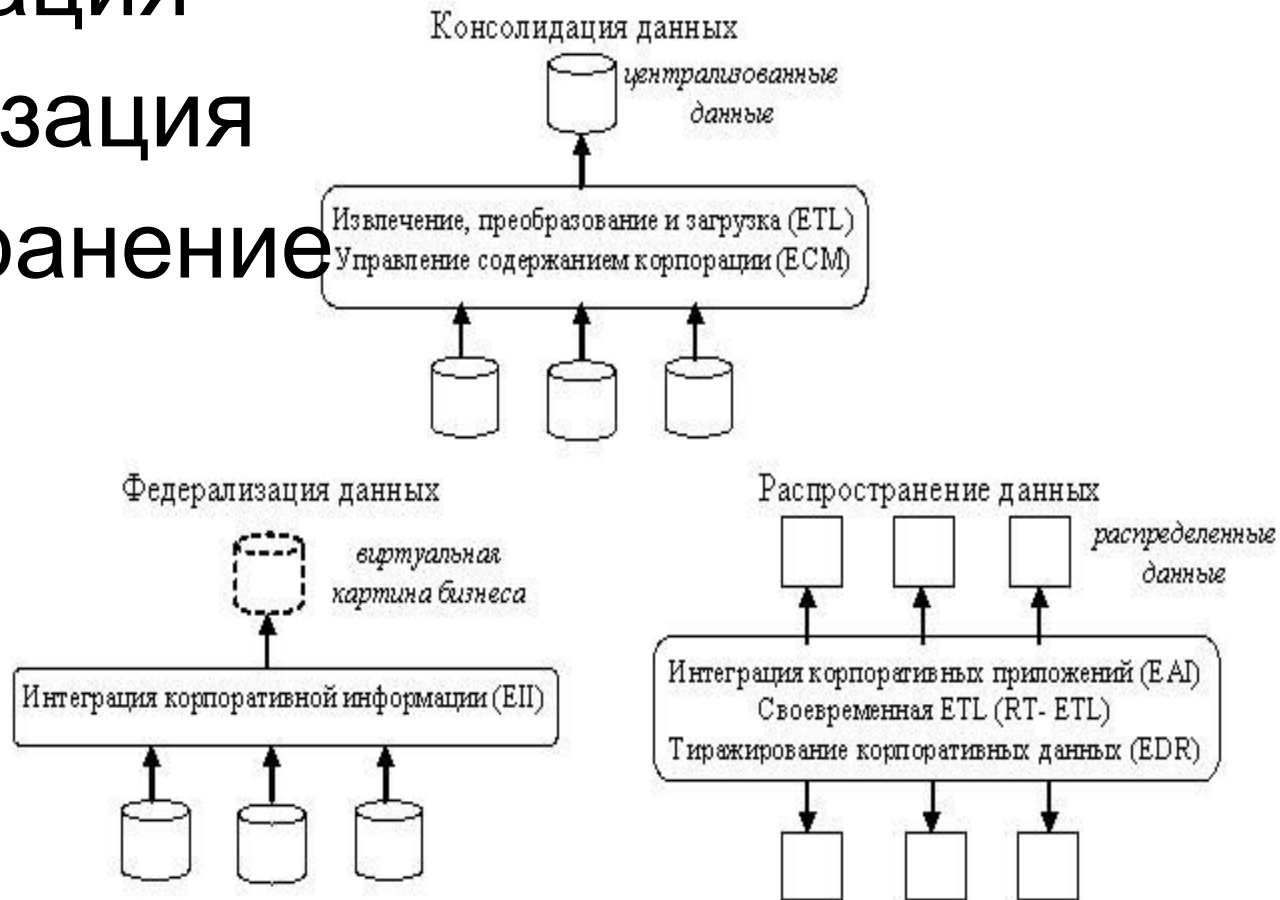 ация
зация
ранение
Консолидация данных
централизованные
данные
Извлечение, преобразование и загрузка (ETL)
Управление содержанием корпорации (ECM)
Федерализация данных
виртуальная
картина бизнеса
Интеграция корпоративной информации (EII)
Распространение данных
распределенные
данные
Интеграция корпоративных приложений (EAI)
Своевременная ETL (RT- ETL)
Тиражирование корпоративных данных (EDR)